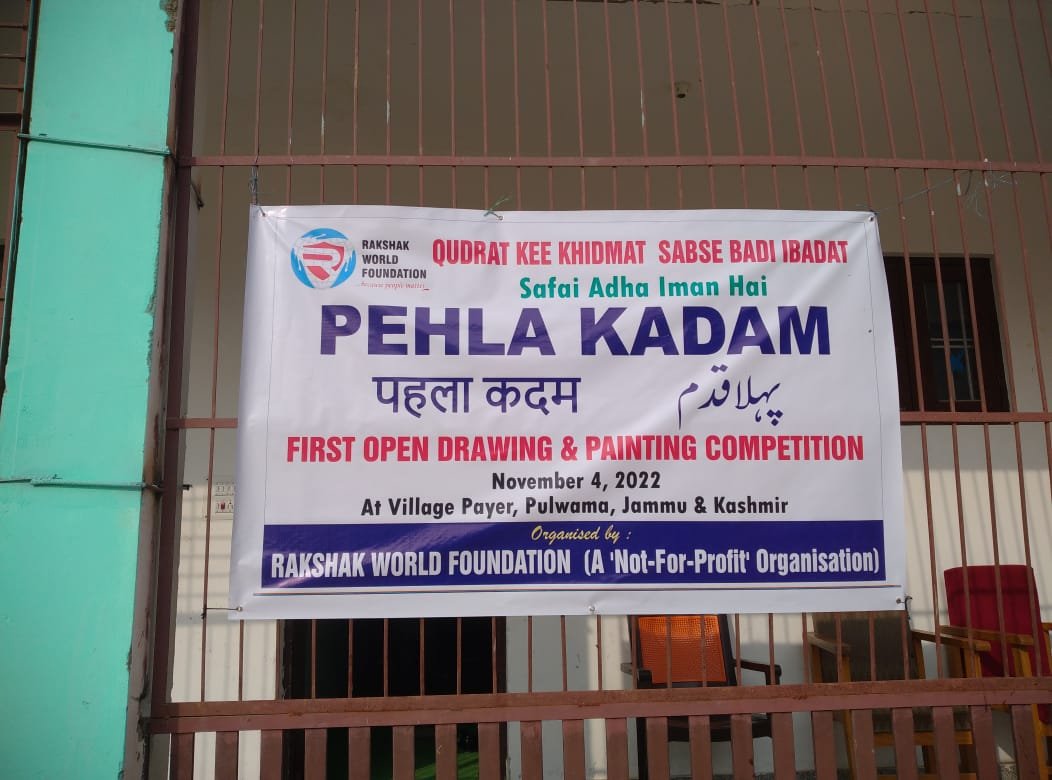 RAKSHAK
WORLD
FOUNDATION
...because people matter
QUDRAT KEE KHIDMAT SABSE BADI IBADAT
Safai Adha Iman Hai
PEHLA KADAM
पहला कदम
پہلا قدم
FIRST OPEN DRAWING & PAINTING COMPETITION
November 4, 2022
At Village Payer, Pulwama, Jammu & Kashmir
Organised by :
RAKSHAK WORLD FOUNDATION (A 'Not-For-Profit' Organisation)